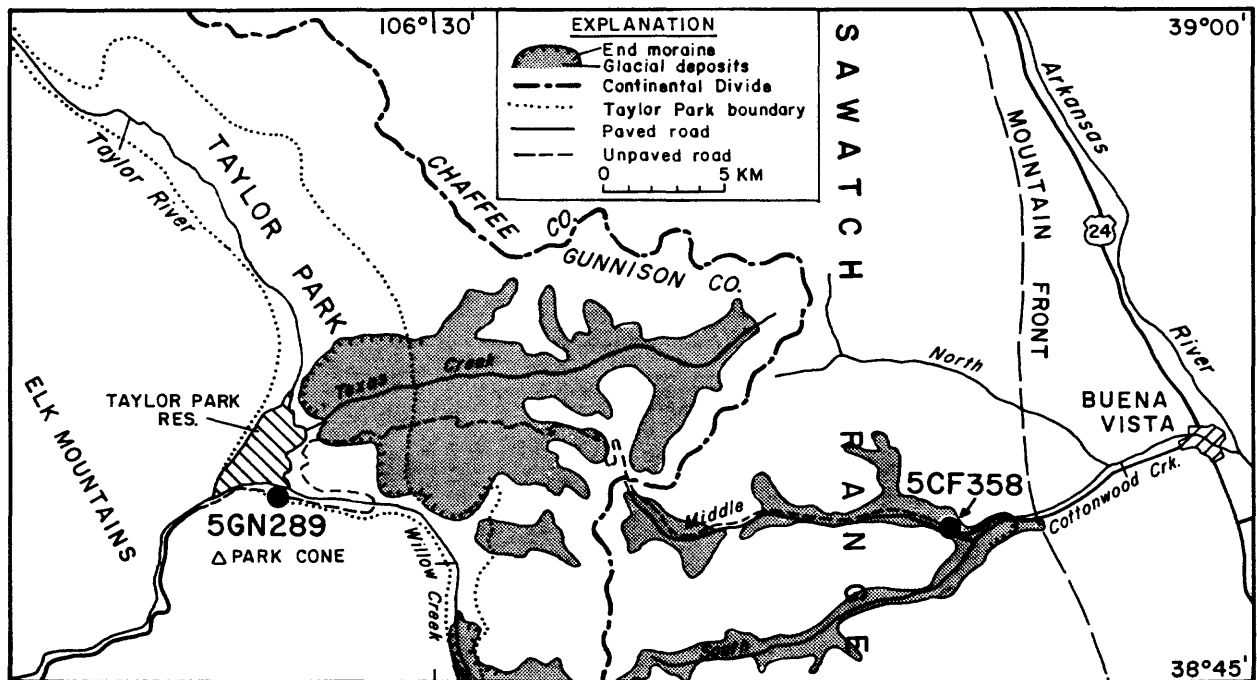 106°30'
39°00'
EXPLANATION
End moraine
Glacial deposits
Continental Divide
Taylor Park boundary
Paved road
Unpaved road
0 5 KM
SAWATCH
RANGE
Arkansas
River
MOUNTAIN
FRONT
24
Taylor River
TAYLOR
PARK
CHAFFEE
CO.
GUNNISON CO.
Texas Creek
North
BUENA
VISTA
TAYLOR PARK
RES.
ELK MOUNTAINS
5GN289
PARK CONE
Willow
Creek
Middle
5CF358
Cottonwood Crk.
South
38°45'